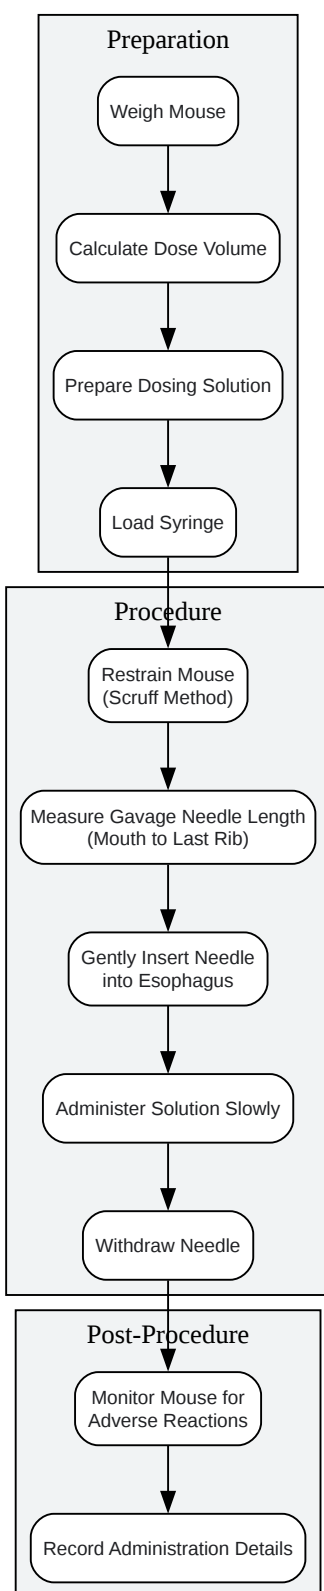 Preparation
Weigh Mouse
Calculate Dose Volume
Prepare Dosing Solution
Load Syringe
Procedure
Restrain Mouse
(Scruff Method)
Measure Gavage Needle Length
(Mouth to Last Rib)
Gently Insert Needle
into Esophagus
Administer Solution Slowly
Withdraw Needle
Post-Procedure
Monitor Mouse for
Adverse Reactions
Record Administration Details